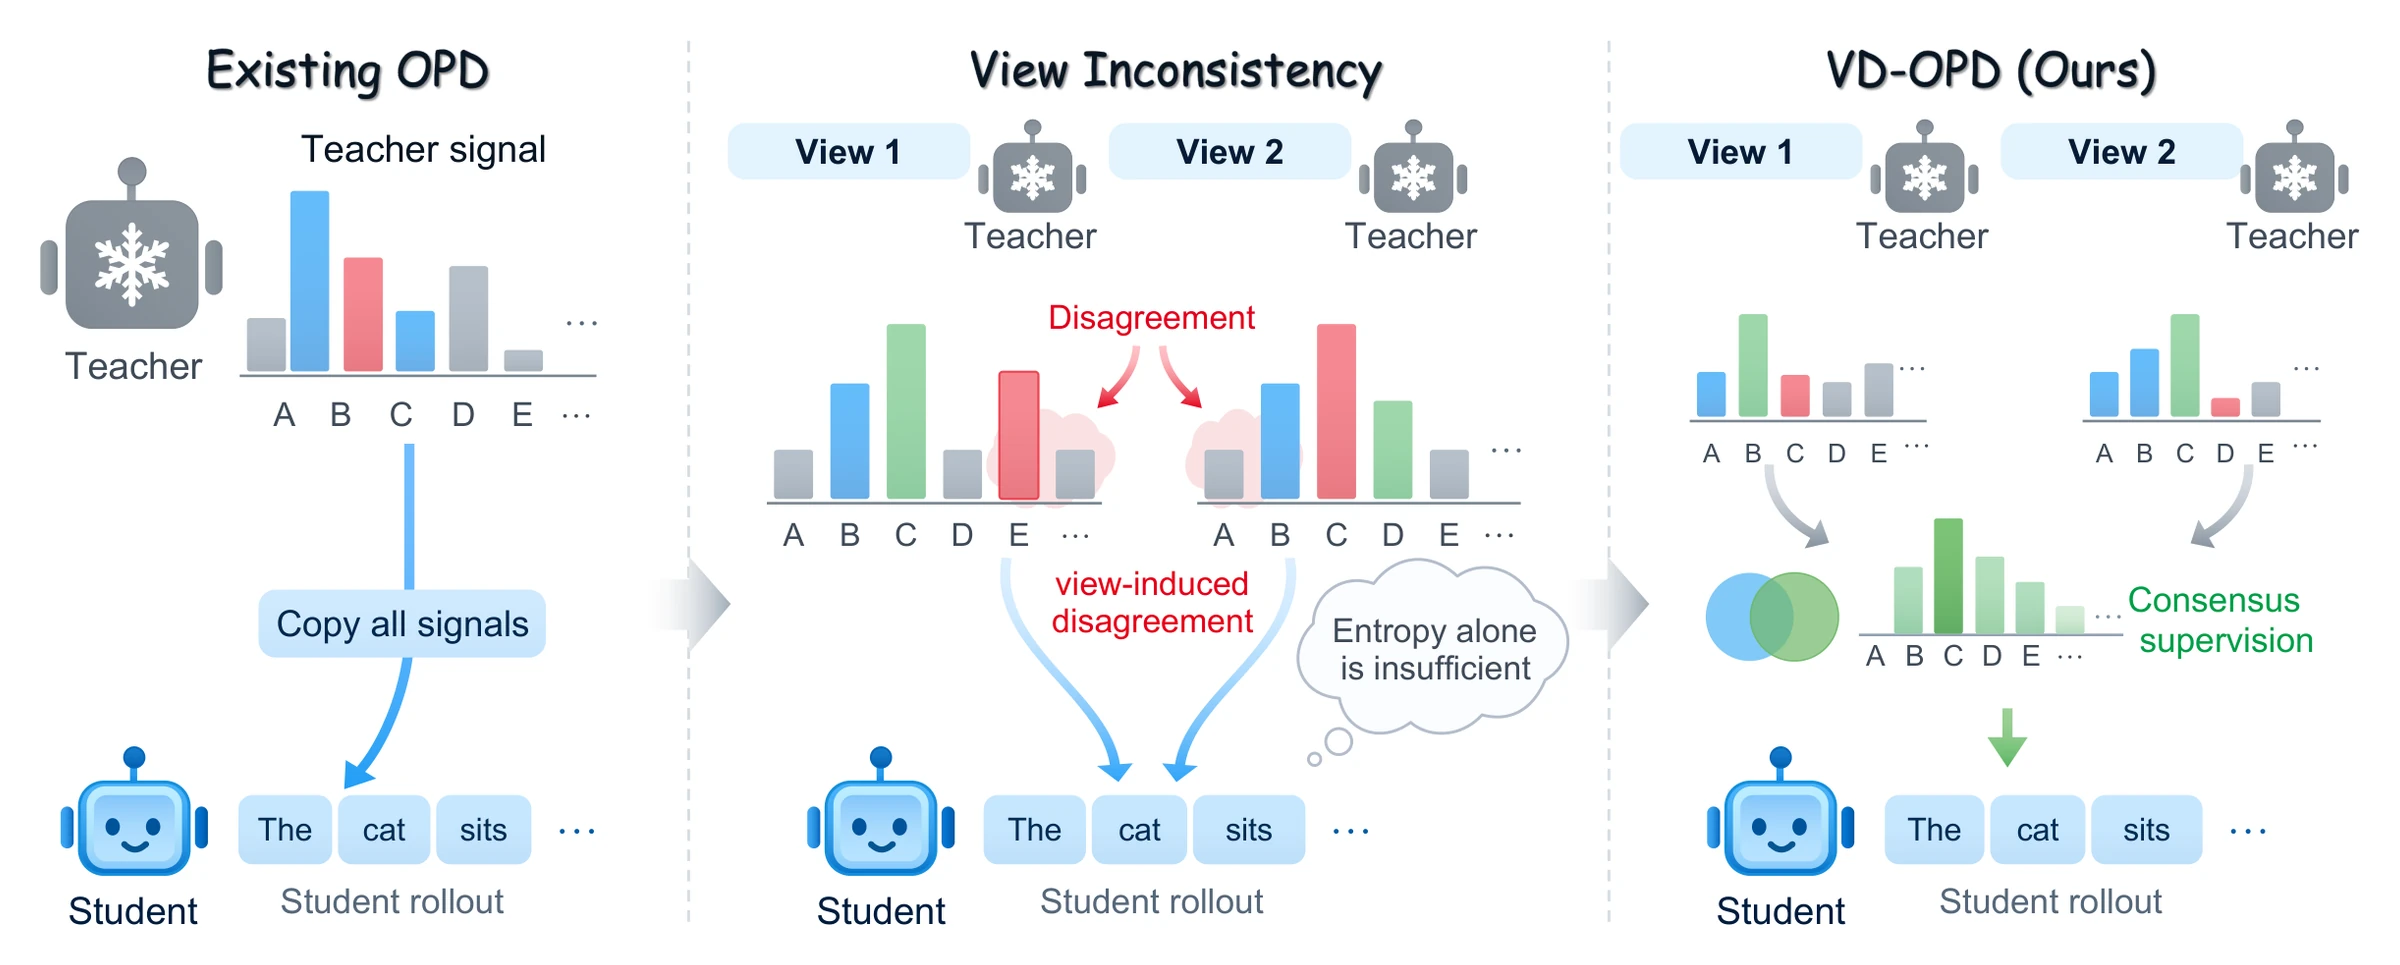 Existing OPD
Teacher signal
Teacher
A B C D E ...
Copy all signals
The cat sits ...
Student rollout
Student
View Inconsistency
View 1
Teacher
View 2
Teacher
Disagreement
...
A B C D E ...
A B C D E ...
view-induced
disagreement
Entropy alone
is insufficient
The cat sits ...
Student rollout
Student
VD-OPD (Ours)
View 1
Teacher
View 2
Teacher
...
A B C D E ...
...
A B C D E ...
...
A B C D E ...
Consensus
supervision
The cat sits ...
Student rollout
Student